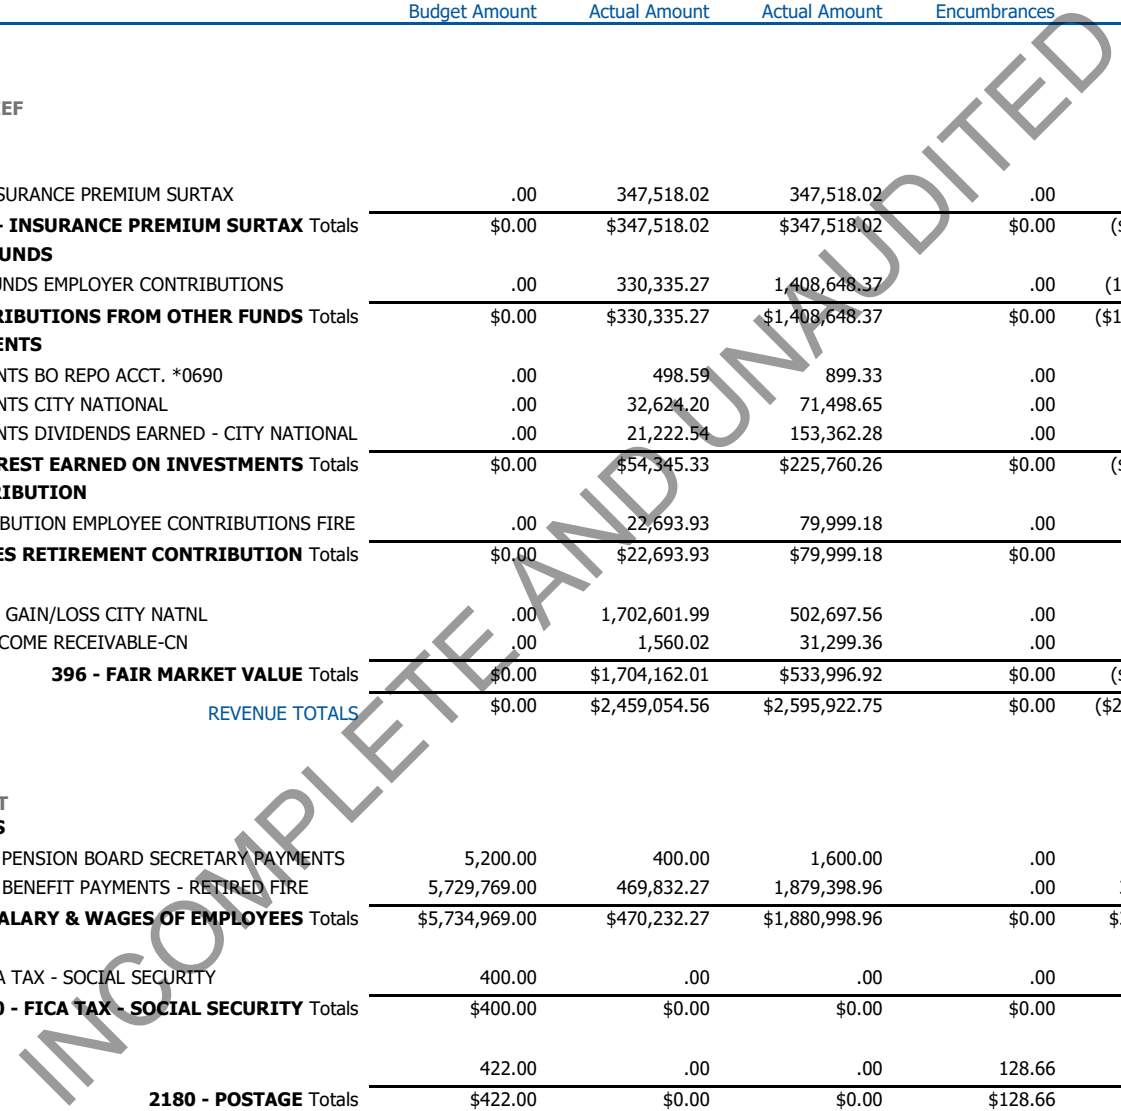 Budget Amount Actual Amount Actual Amount Encumbrances
EF
SURANCE PREMIUM SURTAX .00 347,518.02 347,518.02 .00
- INSURANCE PREMIUM SURTAX Totals $0.00 $347,518.02 $347,518.02 $0.00 ($
UNDS
UNDS EMPLOYER CONTRIBUTIONS .00 330,335.27 1,408,648.37 .00 (1
RIBUTIONS FROM OTHER FUNDS Totals $0.00 $330,335.27 $1,408,648.37 $0.00 ($1
ENTS
NTS BO REPO ACCT. *0690 .00 498.59 899.33 .00
NTS CITY NATIONAL .00 32,624.20 71,498.65 .00
NTS DIVIDENDS EARNED - CITY NATIONAL .00 21,222.54 153,362.28 .00
REST EARNED ON INVESTMENTS Totals $0.00 $54,345.33 $225,760.26 $0.00 ($
RIBUTION
IBUTION EMPLOYEE CONTRIBUTIONS FIRE .00 22,693.93 79,999.18 .00
ES RETIREMENT CONTRIBUTION Totals $0.00 $22,693.93 $79,999.18 $0.00
GAIN/LOSS CITY NATNL .00 1,702,601.99 502,697.56 .00
COME RECEIVABLE-CN .00 1,560.02 31,299.36 .00
396 - FAIR MARKET VALUE Totals $0.00 $1,704,162.01 $533,996.92 $0.00 ($
REVENUE TOTALS $0.00 $2,459,054.56 $2,595,922.75 $0.00 ($2
T
S
PENSION BOARD SECRETARY PAYMENTS 5,200.00 400.00 1,600.00 .00
BENEFIT PAYMENTS - RETIRED FIRE 5,729,769.00 469,832.27 1,879,398.96 .00
ALARY & WAGES OF EMPLOYEES Totals $5,734,969.00 $470,232.27 $1,880,998.96 $0.00 $
A TAX - SOCIAL SECURITY 400.00 .00 .00 .00
0 - FICA TAX - SOCIAL SECURITY Totals $400.00 $0.00 $0.00 $0.00
422.00 .00 .00 128.66
2180 - POSTAGE Totals $422.00 $0.00 $0.00 $128.66
INCOMPLETE AND UNAUDITED